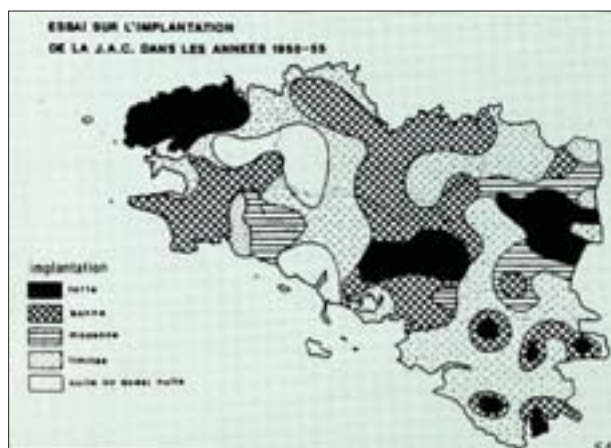 ESSAI SUR L'IMPLANTATION
DE LA J.A.C. DANS LES ANNEES 1950-55
implantation
forte
bonne
moyenne
limitée
nulle ou quasi nulle